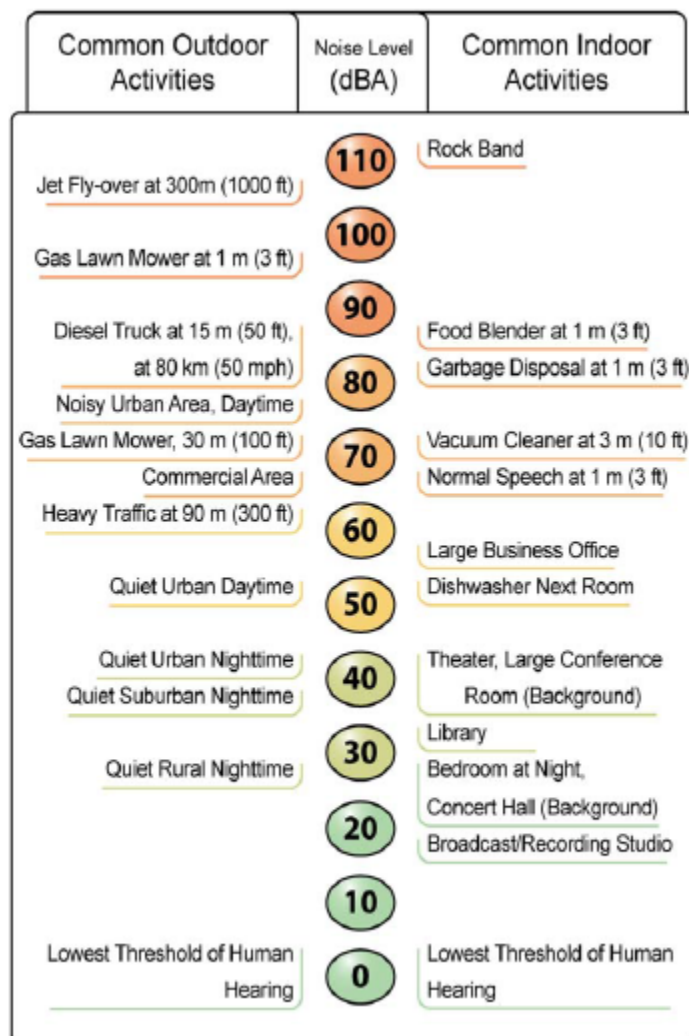 Common Outdoor
Activities
Noise Level
(dBA)
Common Indoor
Activities
110
Rock Band
Jet Fly-over at 300m (1000 ft)
100
Gas Lawn Mower at 1 m (3 ft)
90
Diesel Truck at 15 m (50 ft),
Food Blender at 1 m (3 ft)
at 80 km (50 mph)
80
Garbage Disposal at 1 m (3 ft)
Noisy Urban Area, Daytime
Gas Lawn Mower, 30 m (100 ft)
70
Vacuum Cleaner at 3 m (10 ft)
Commercial Area
Normal Speech at 1 m (3 ft)
Heavy Traffic at 90 m (300 ft)
60
Large Business Office
Quiet Urban Daytime
50
Dishwasher Next Room
Quiet Urban Nighttime
40
Theater, Large Conference
Quiet Suburban Nighttime
Room (Background)
30
Library
Quiet Rural Nighttime
Bedroom at Night,
Concert Hall (Background)
20
Broadcast/Recording Studio
10
Lowest Threshold of Human
Hearing
0
Lowest Threshold of Human
Hearing